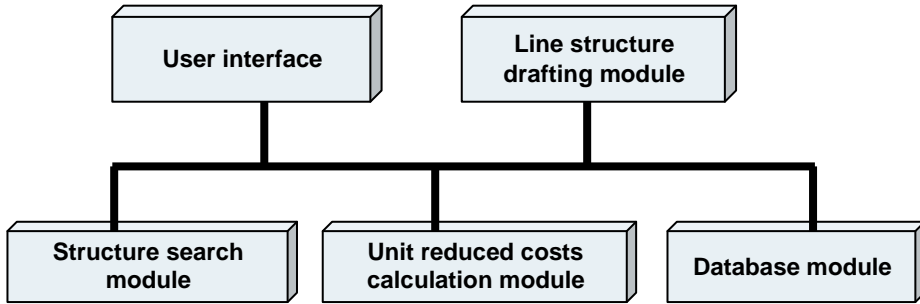 User interface
Line structure
drafting module
Structure search
module
Unit reduced costs
calculation module
Database module